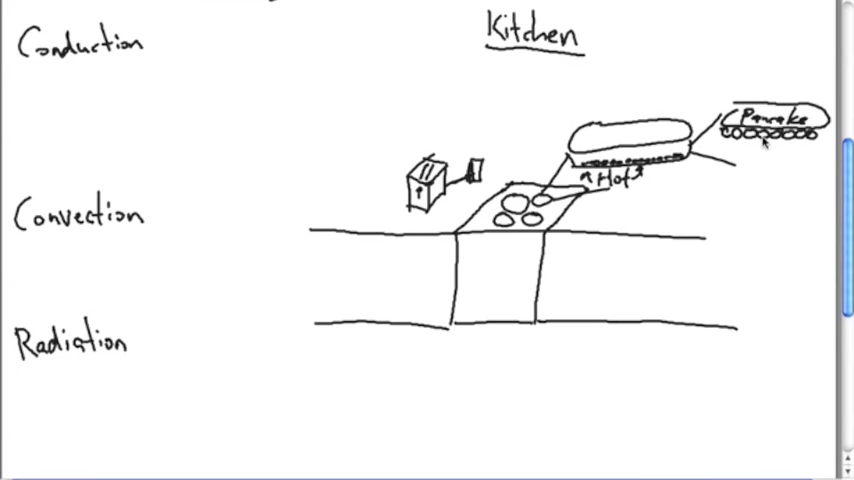 Conduction
Kitchen
Pancake
Hot
Convection
Radiation